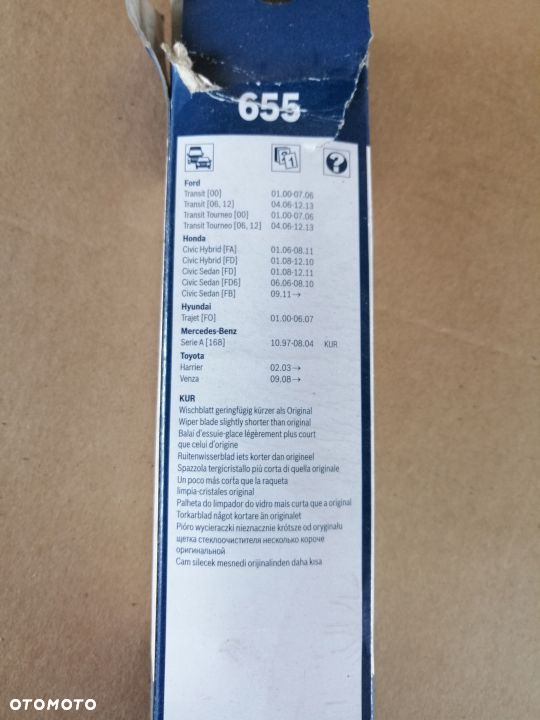 655
Ford
Transit [00] 01.00-07.06
Transit [06, 12] 04.06-12.13
Transit Tourneo [00] 01.00-07.06
Transit Tourneo [06, 12] 04.06-12.13
Honda
Civic Hybrid [FA] 01.06-08.11
Civic Hybrid [FD] 01.08-12.10
Civic Sedan [FD] 01.08-12.11
Civic Sedan [FD6] 06.06-08.10
Civic Sedan [FB] 09.11→
Hyundai
Trajet [FO] 01.00-06.07
Mercedes-Benz
Serie A [168] 10.97-08.04 KUR
Toyota
Harrier 02.03→
Venza 09.08→
KUR
Wischblatt geringfügig kürzer als Original
Wiper blade slightly shorter than original
Balai d'essuie-glace légèrement plus court
que celui d'origine
Ruitenwisserblad iets korter dan origineel
Spazzola tergicristallo più corta di quella originale
Un poco más corta que la raqueta
limpia-cristales original
Palheta do limpador do vidro mais curta que a original
Torkarblad något kortare än originalet
Pióro wycieraczki nieznacznie krótsze od oryginału
щетка стеклоочистителя несколько короче
оригинальной
Cam silecek mesnedi orijinalinden daha kısa
OTOMOTO